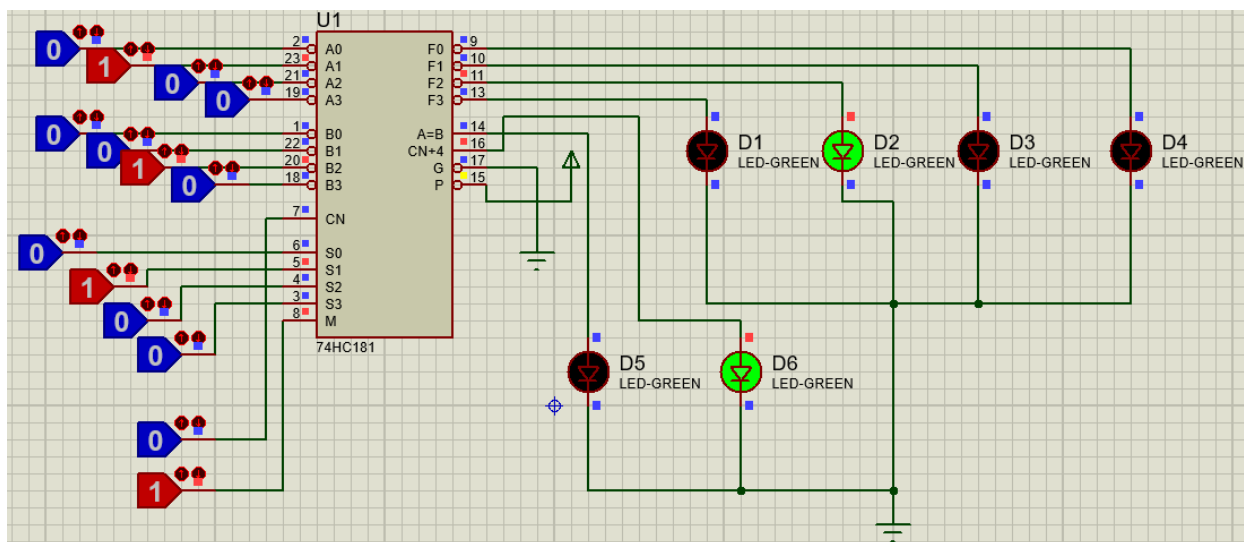 U1
0 2 A0 F0 9
1 23 A1 F1 10
0 21 A2 F2 11
0 19 A3 F3 13
0 1 B0 A=B 14
0 22 B1 CN+4 16
1 20 B2 G 17
0 18 B3 P 15
7 CN
0 6 S0
1 5 S1
0 4 S2
0 3 S3
8 M
74HC181
0
1
D1
LED-GREEN
D2
LED-GREEN
D3
LED-GREEN
D4
LED-GREEN
D5
LED-GREEN
D6
LED-GREEN